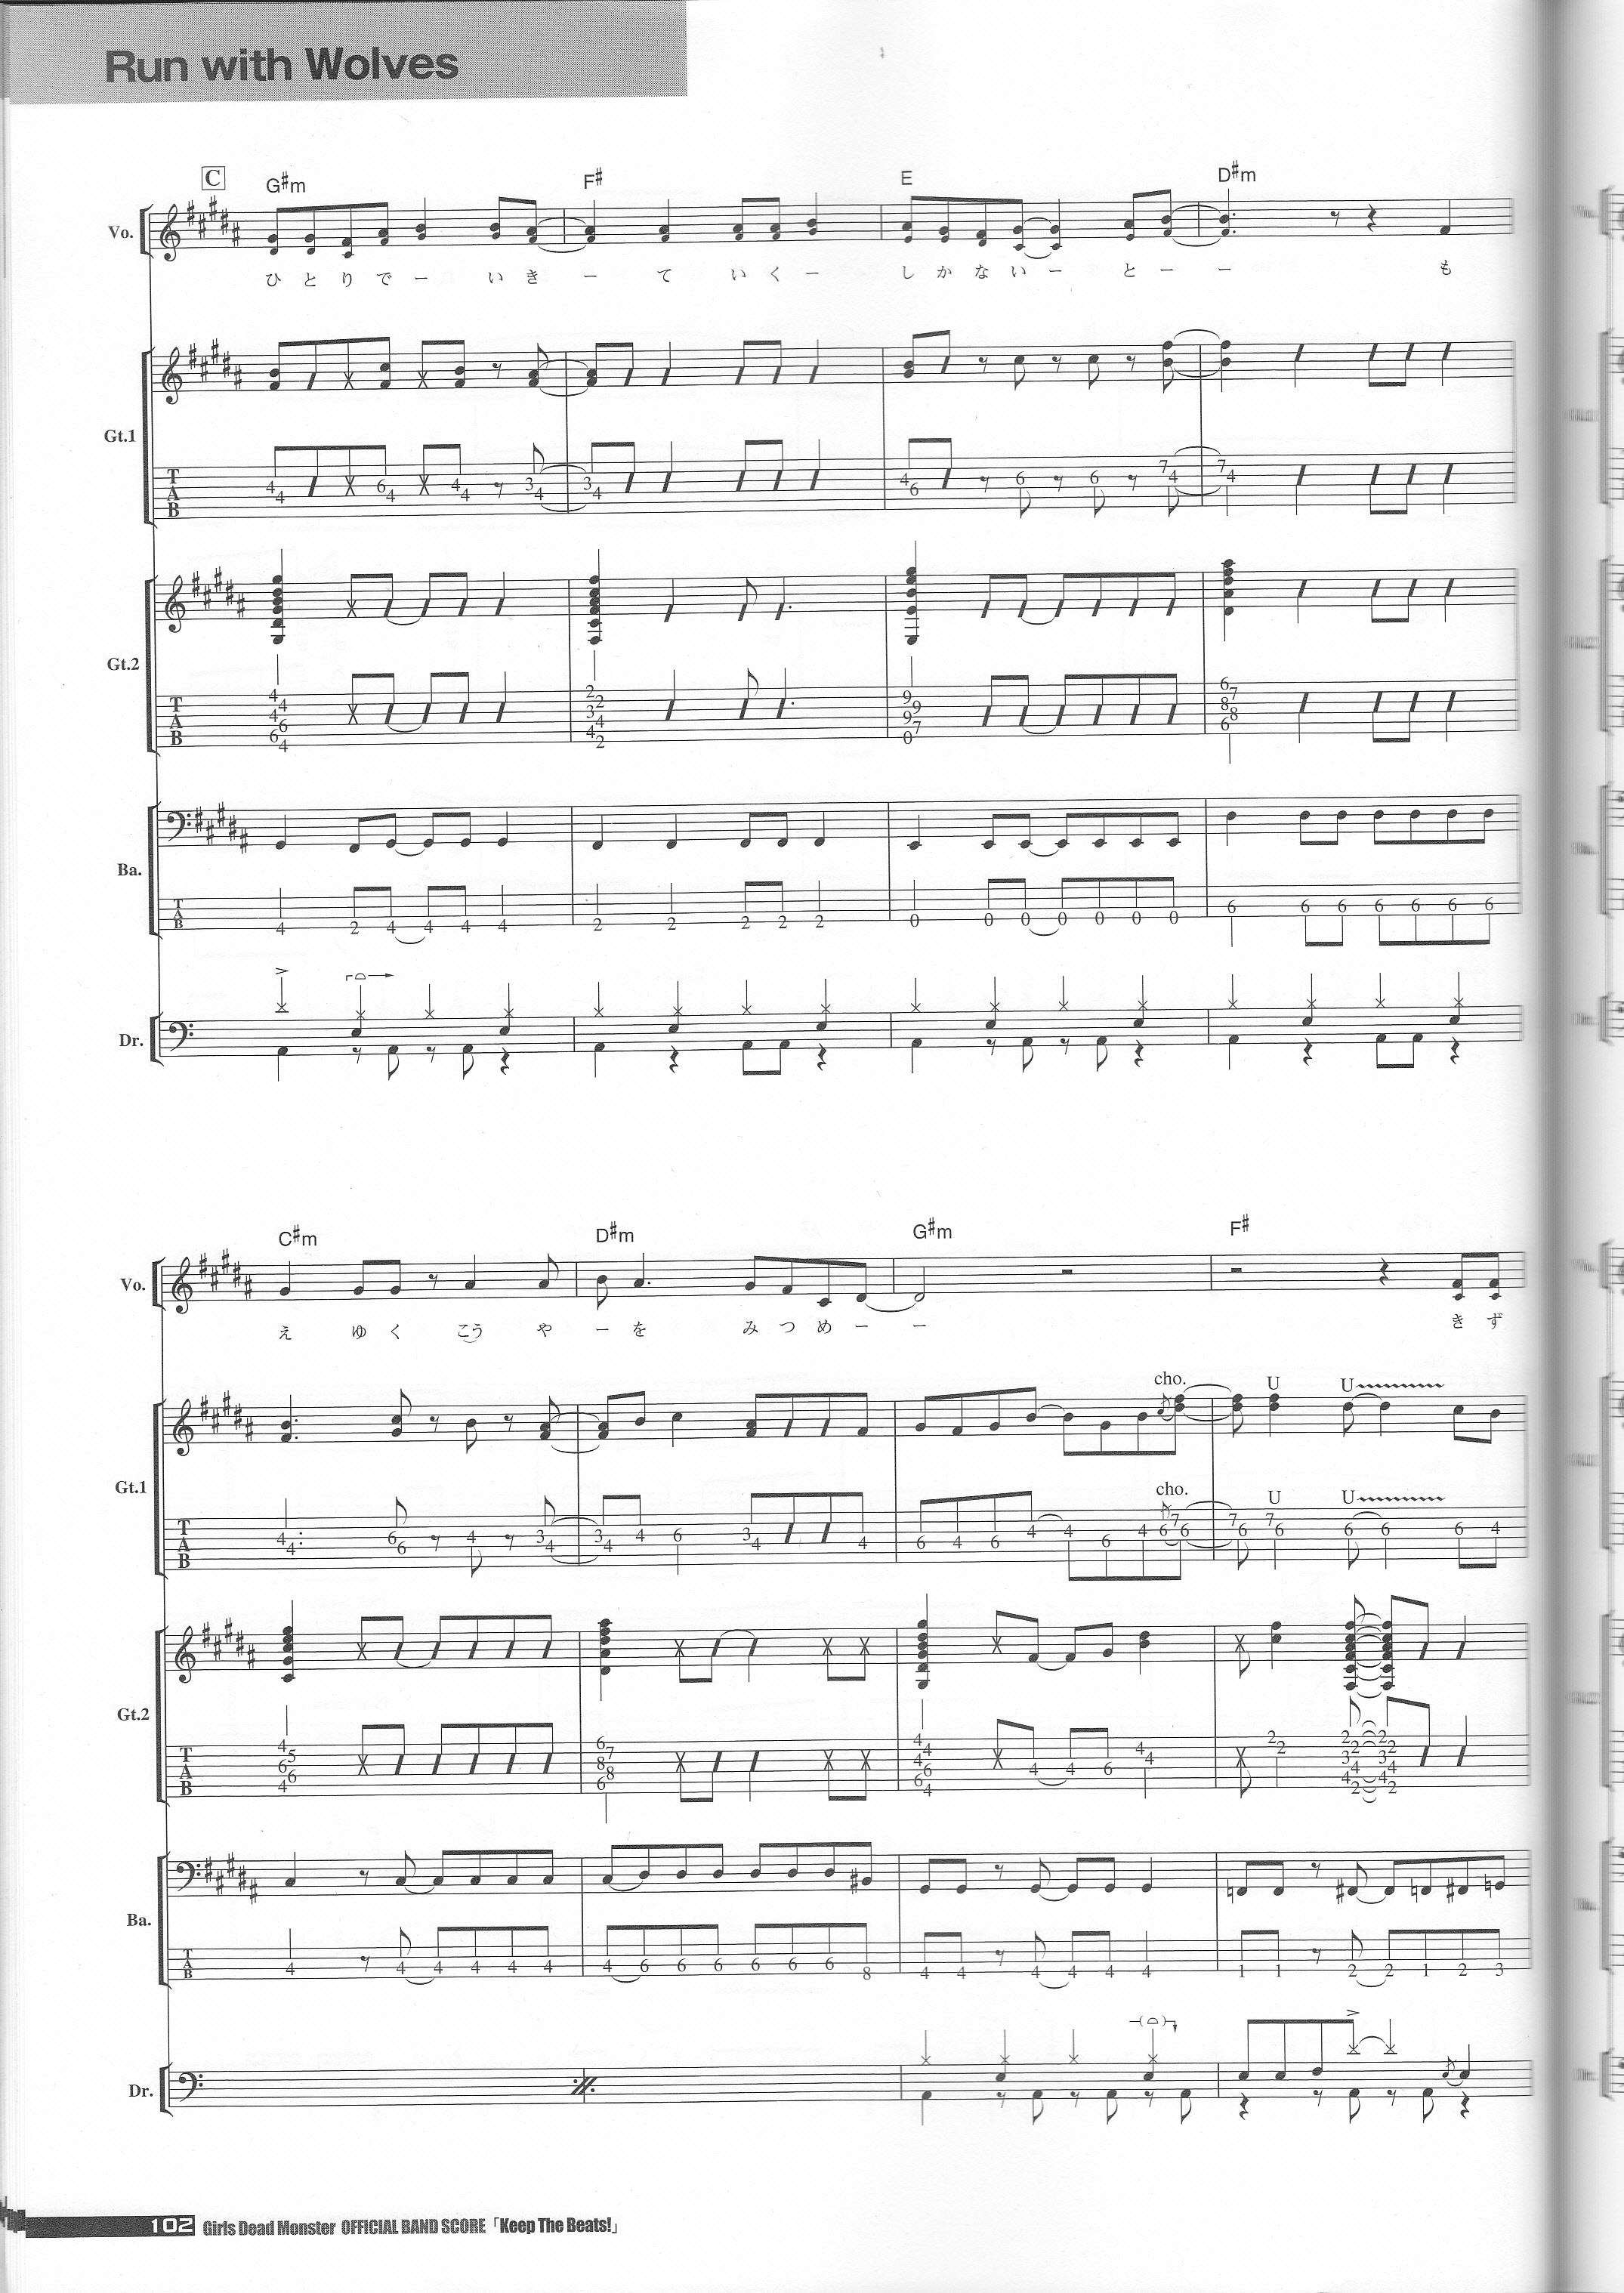 Run with Wolves
C
G#m F# E D#m
Vo.
ひ と り で ー い き ー て い く ー し か な い ー と ー ー も
Gt.1
T A B
4 4 6 4 4 4 3 4 3 4 4 6 6 6 7 4 7 4
Gt.2
T A B
4 4 4 6 6 4 2 2 3 4 4 2 9 9 9 7 0 6 7 8 8 6
Ba.
T A B
4 2 4 4 4 4 2 2 2 2 2 0 0 0 0 0 0 0 6 6 6 6 6 6 6
Dr.
C#m D#m G#m F#
Vo.
え ゆ く こう や ー を み つ め ー ー き ず
cho. U U
Gt.1
cho. U U
T A B
4 4 6 6 4 3 4 3 4 4 6 3 4 4 6 4 6 4 4 6 4 6 7 6 7 6 7 6 6 6 6 4
Gt.2
T A B
4 5 6 6 4 6 7 8 8 6 4 4 4 6 6 4 4 4 6 4 4 2 2 2 2 3 4 4 2 2 2 3 4 4 2
Ba.
T A B
4 4 4 4 4 4 4 6 6 6 6 6 6 8 4 4 4 4 4 4 1 1 2 2 1 2 3
Dr.
102 Girls Dead Monster OFFICIAL BAND SCORE「Keep The Beats!」